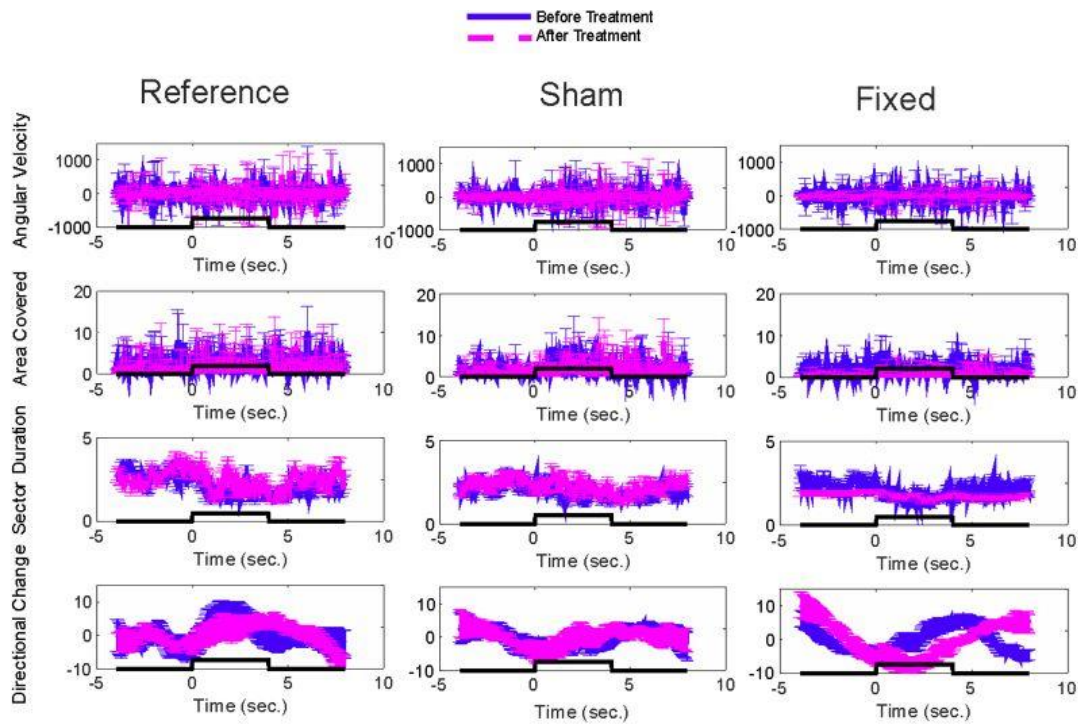 Before Treatment
After Treatment
Reference Sham Fixed
Angular Velocity
1000
0
-1000
-5 0 5 10
Time (sec.)
1000
0
-1000
-5 0 5 10
Time (sec.)
1000
0
-1000
-5 0 5 10
Time (sec.)
Area Covered
20
10
0
-5 0 5 10
Time (sec.)
20
10
0
-5 0 5 10
Time (sec.)
20
10
0
-5 0 5 10
Time (sec.)
Sector Duration
5
0
-5 0 5 10
Time (sec.)
5
0
-5 0 5 10
Time (sec.)
5
0
-5 0 5 10
Time (sec.)
Directional Change
10
0
-10
-5 0 5 10
Time (sec.)
10
0
-10
-5 0 5 10
Time (sec.)
10
0
-10
-5 0 5 10
Time (sec.)